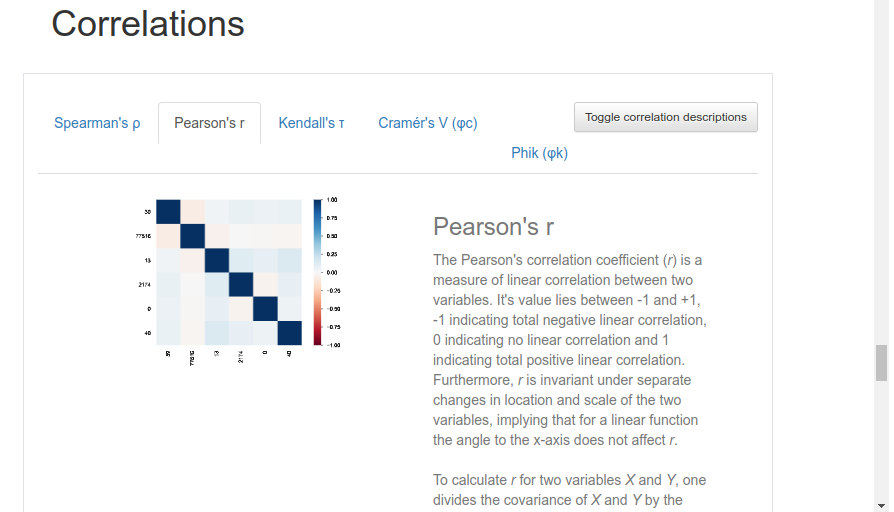 Correlations
Spearman's ρ
Pearson's r
Kendall's τ
Cramér's V (φc)
Toggle correlation descriptions
Phik (φk)
39
77516
13
2174
0
40
1.00
0.75
0.50
0.25
0.00
-0.25
-0.50
-0.75
-1.00
39
77516
13
2174
0
40
Pearson's r
The Pearson's correlation coefficient (r) is a
measure of linear correlation between two
variables. It's value lies between -1 and +1,
-1 indicating total negative linear correlation,
0 indicating no linear correlation and 1
indicating total positive linear correlation.
Furthermore, r is invariant under separate
changes in location and scale of the two
variables, implying that for a linear function
the angle to the x-axis does not affect r.
To calculate r for two variables X and Y, one
divides the covariance of X and Y by the